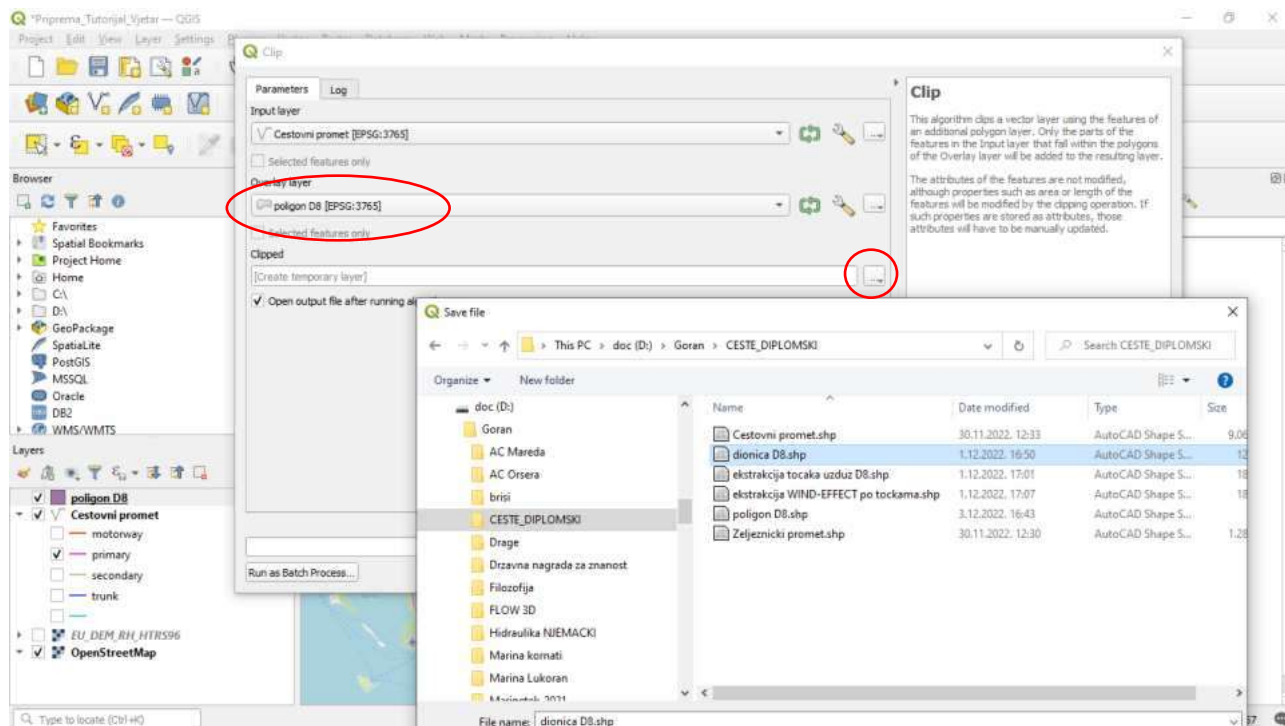 *Priprema_Tutorijal_Vjetar — QGIS
Project Edit View Layer Settings
Browser
Favorites
Spatial Bookmarks
Project Home
Home
C:\
D:\
GeoPackage
SpatiaLite
PostGIS
MSSQL
Oracle
DB2
WMS/WMTS
Layers
poligon D8
Cestovni promet
motorway
primary
secondary
trunk
EU_DEM_RH_HTRS96
OpenStreetMap
Type to locate (Ctrl+K)
Clip
Parameters Log
Input layer
Cestovni promet [EPSG:3765]
Selected features only
Overlay layer
poligon D8 [EPSG:3765]
Selected features only
Clipped
[Create temporary layer]
Open output file after running
Run as Batch Process...
Clip
This algorithm clips a vector layer using the features of
an additional polygon layer. Only the parts of the
features in the Input layer that fall within the polygons
of the Overlay layer will be added to the resulting layer.
The attributes of the features are not modified,
although properties such as area or length of the
features will be modified by the clipping operation. If
such properties are stored as attributes, those
attributes will have to be manually updated.
Save file
This PC > doc (D:) > Goran > CESTE_DIPLOMSKI
Search CESTE_DIPLOMSKI
Organize New folder
doc (D:)
Goran
AC Mareda
AC Orsera
brisi
CESTE_DIPLOMSKI
Drage
Drzavna nagrada za znanost
Filozofija
FLOW 3D
Hidraulika NJEMACKI
Marina kornati
Marina Lukoran
Name Date modified Type Size
Cestovni promet.shp 30.11.2022. 12:33 AutoCAD Shape S... 9.06
dionica D8.shp 1.12.2022. 16:50 AutoCAD Shape S... 12
ekstrakcija tocaka uzduz D8.shp 1.12.2022. 17:01 AutoCAD Shape S... 18
ekstrakcija WIND-EFFECT po tockama.shp 1.12.2022. 17:07 AutoCAD Shape S... 18
poligon D8.shp 3.12.2022. 16:43 AutoCAD Shape S...
Zeljeznicki promet.shp 30.11.2022. 12:30 AutoCAD Shape S... 1.28
File name: dionica D8.shp